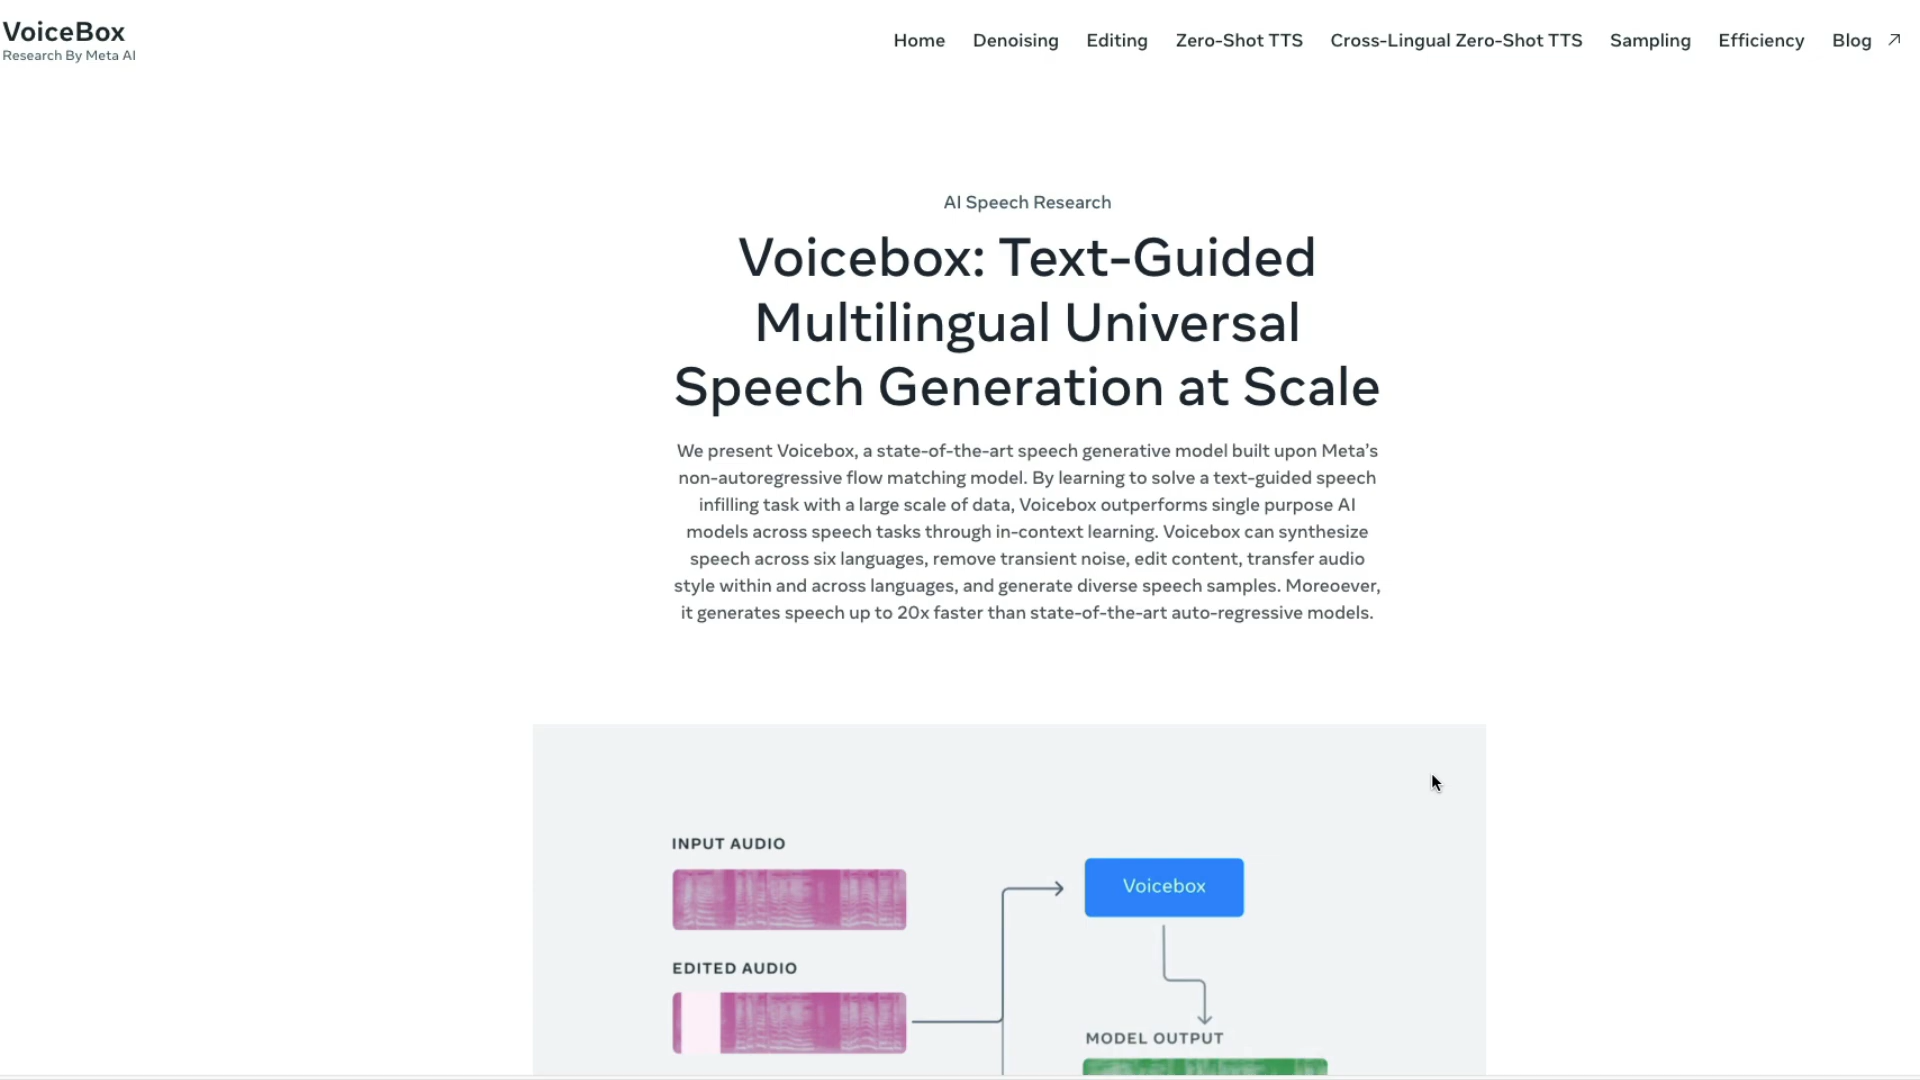 VoiceBox
Research By Meta AI
Home Denoising Editing Zero-Shot TTS Cross-Lingual Zero-Shot TTS Sampling Efficiency Blog
AI Speech Research
Voicebox: Text-Guided
Multilingual Universal
Speech Generation at Scale
We present Voicebox, a state-of-the-art speech generative model built upon Meta’s
non-autoregressive flow matching model. By learning to solve a text-guided speech
infilling task with a large scale of data, Voicebox outperforms single purpose AI
models across speech tasks through in-context learning. Voicebox can synthesize
speech across six languages, remove transient noise, edit content, transfer audio
style within and across languages, and generate diverse speech samples. Moreoever,
it generates speech up to 20x faster than state-of-the-art auto-regressive models.
INPUT AUDIO
Voicebox
EDITED AUDIO
MODEL OUTPUT